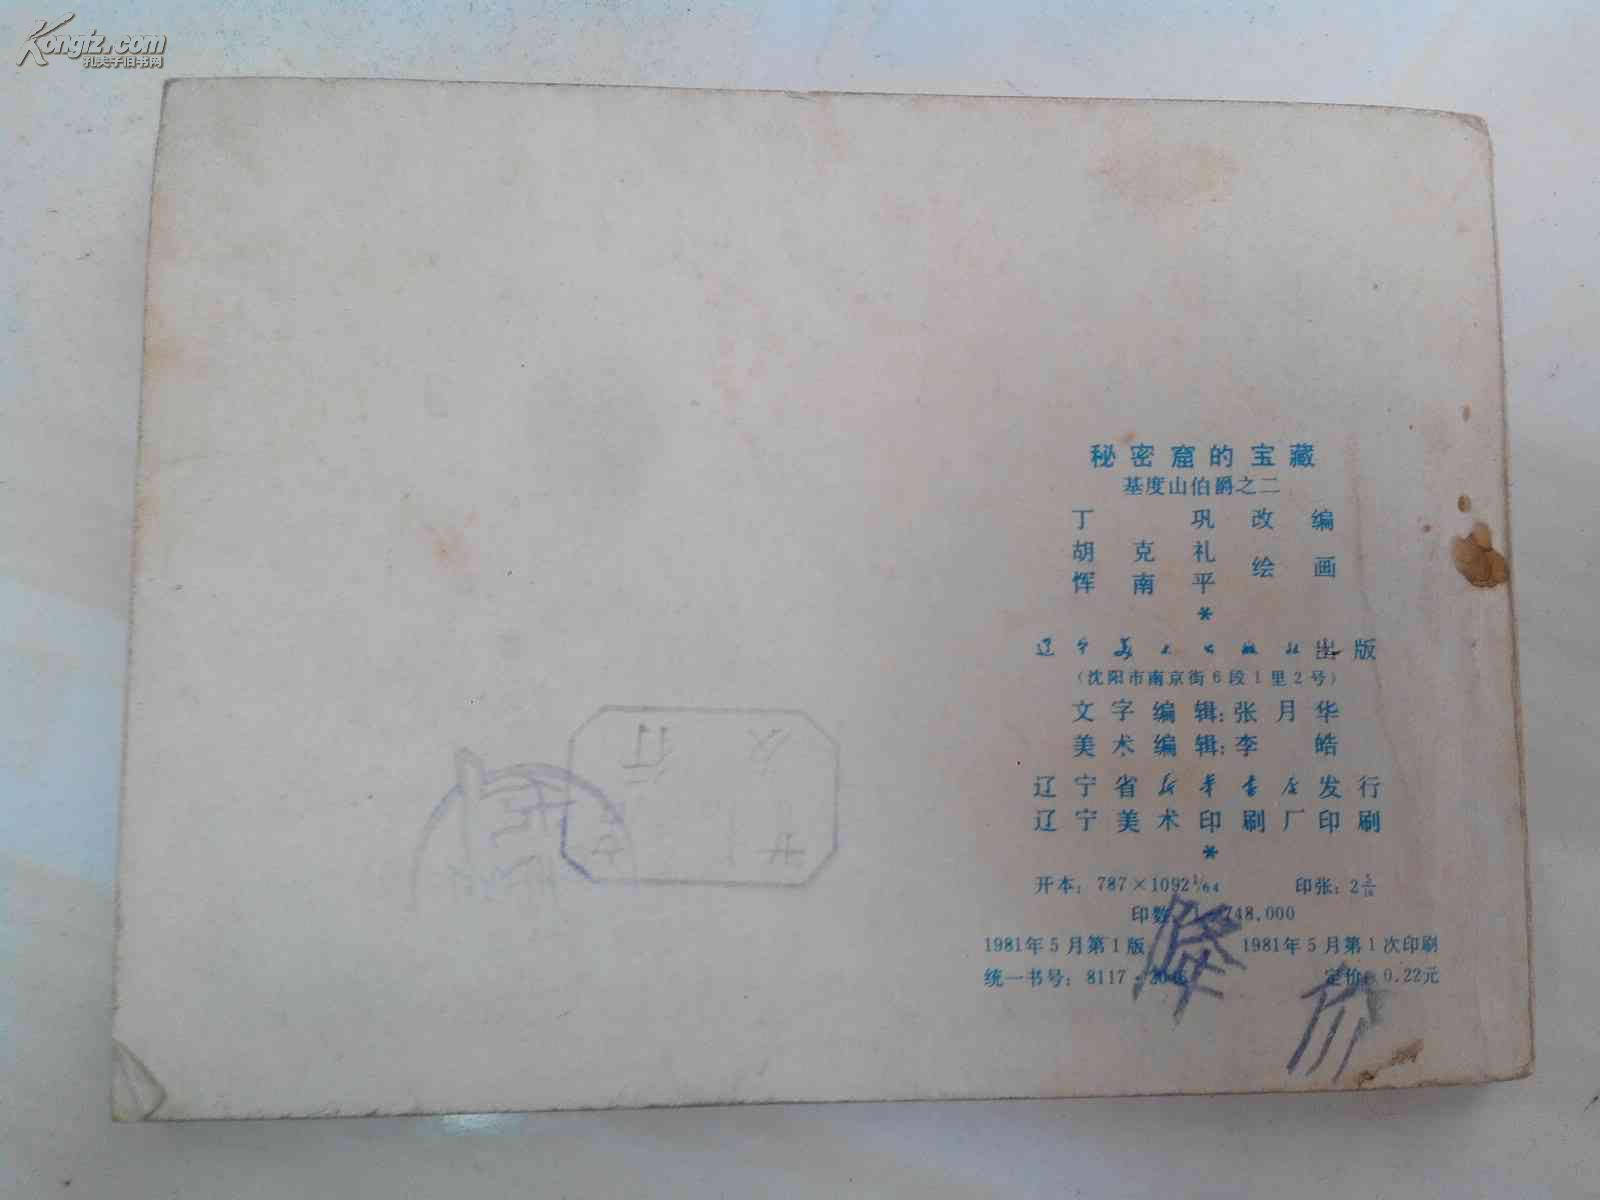 Kongfz.com
孔夫子旧书网
秘密窟的宝藏
基度山伯爵之二
丁巩改编
胡克礼
恽南平
绘画
*
辽宁美术出版社出版
(沈阳市南京街6段1里2号)
文字编辑:张月华
美术编辑:李皓
辽宁省新华书店发行
辽宁美术印刷厂印刷
*
开本:787×1092 1/64 印张:2 5/16
印数 748,000
1981年5月第1版 1981年5月第1次印刷
统一书号:8117 定价:0.22元